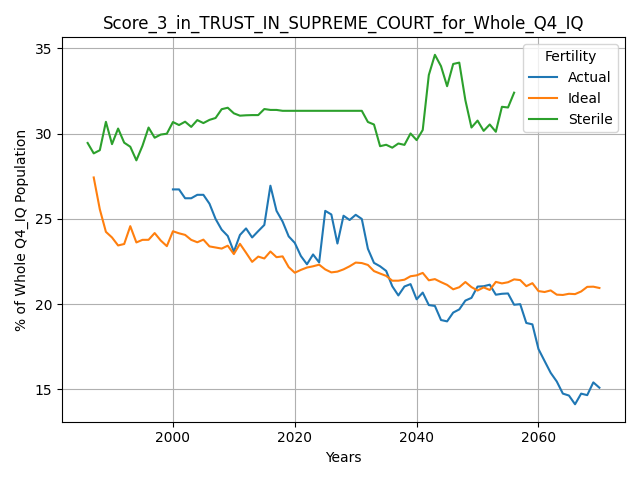 Score_3_in_TRUST_IN_SUPREME_COURT_for_Whole_Q4_IQ
Fertility
Actual
Ideal
Sterile
% of Whole Q4_IQ Population
35
30
25
20
15
2000
2020
2040
2060
Years